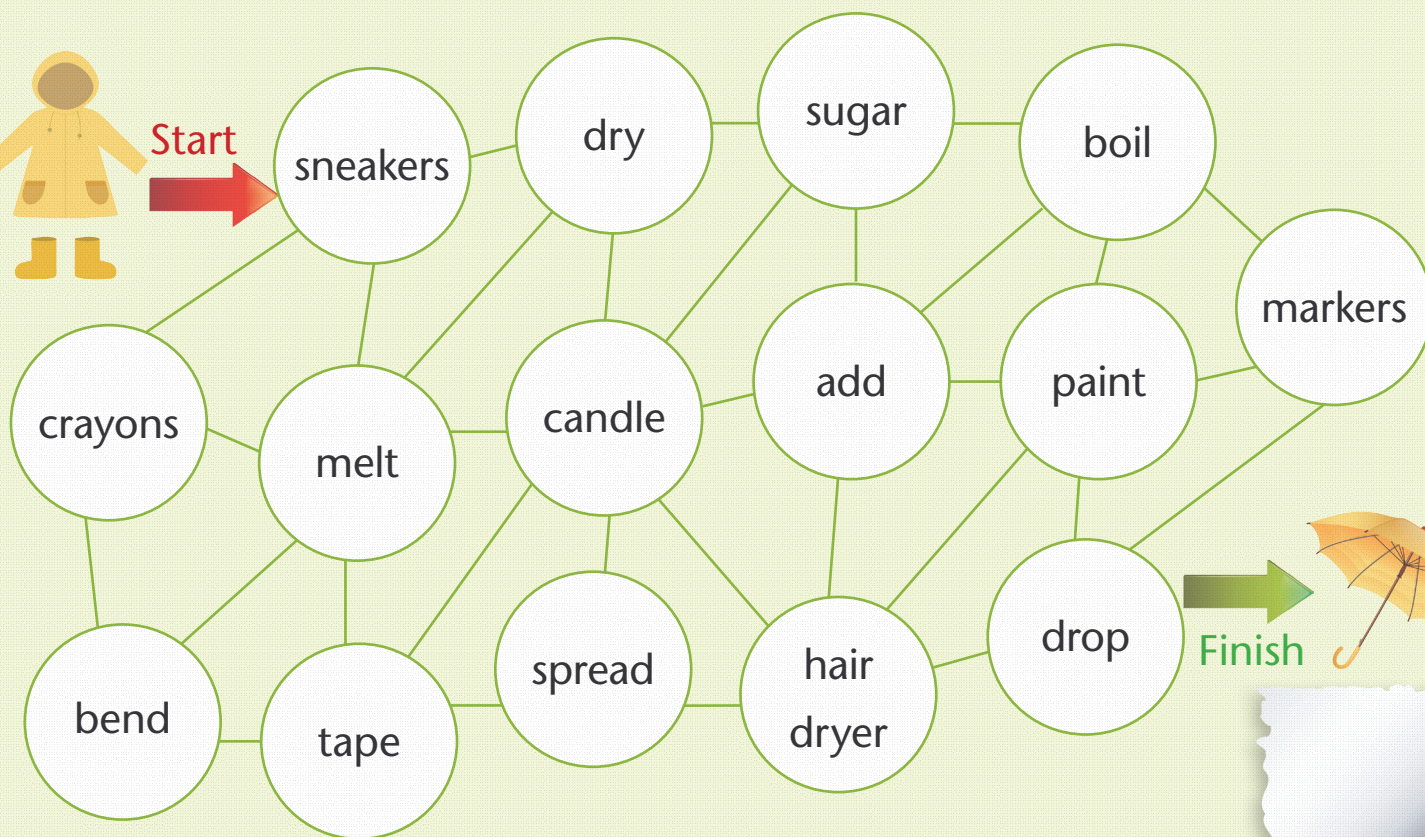 Start
sneakers
dry
sugar
boil
markers
crayons
melt
candle
add
paint
bend
tape
spread
hair
dryer
drop
Finish